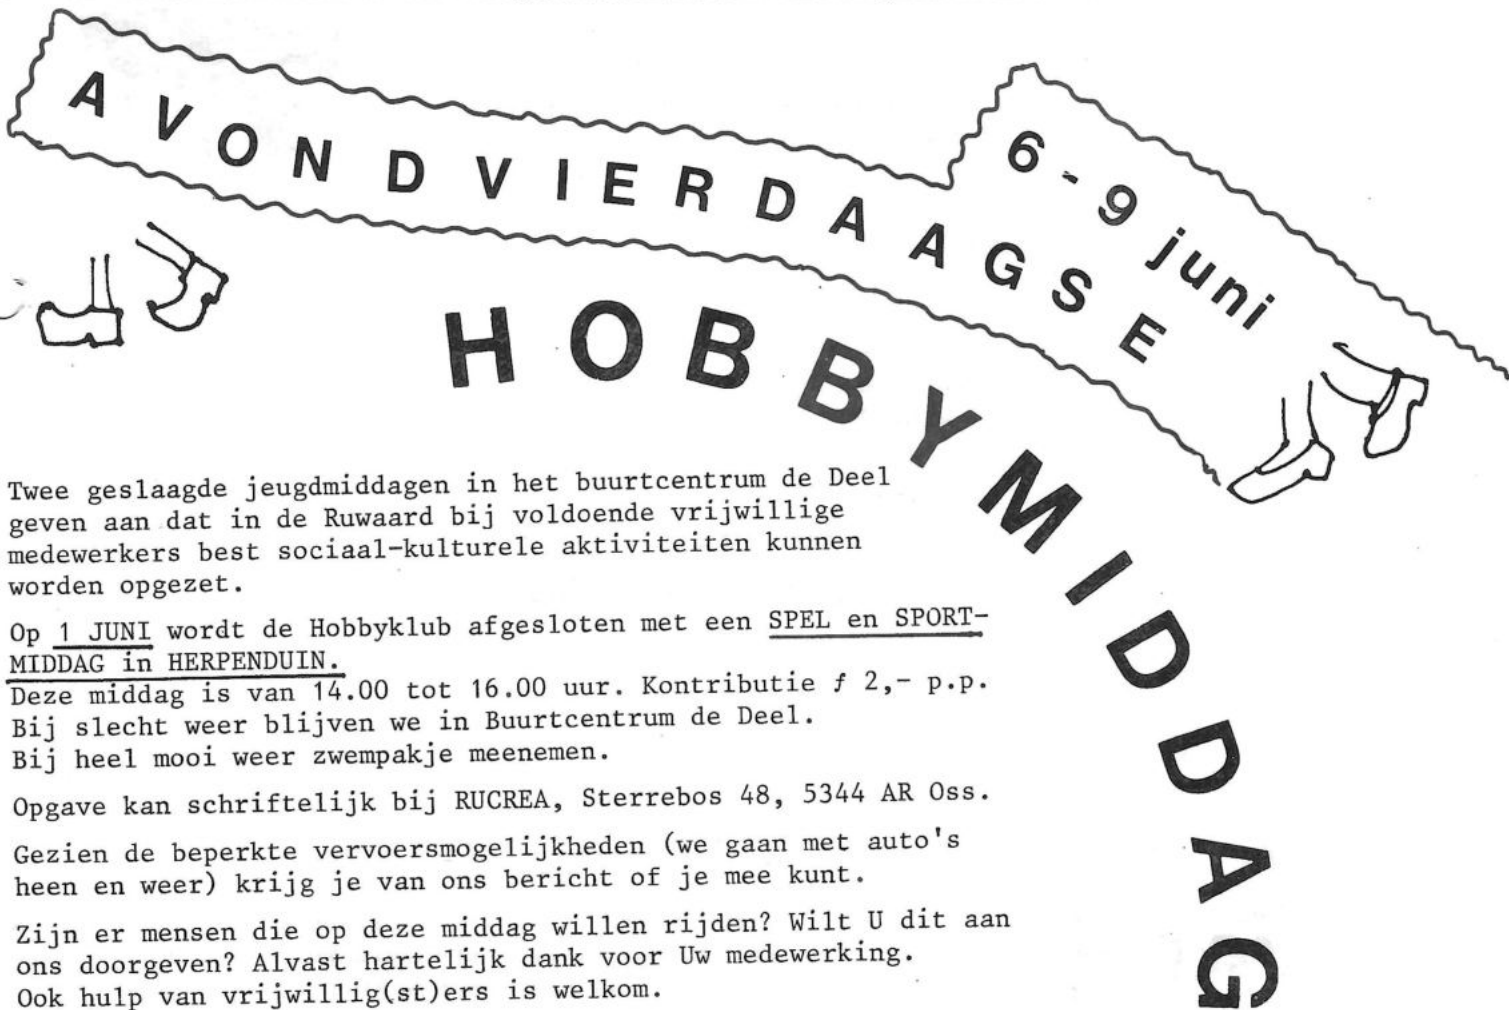 AVONDVIERDAAGSE
6-9 juni
HOBBYMIDDAG
Twee geslaagde jeugdmiddagen in het buurtcentrum de Deel
geven aan dat in de Ruwaard bij voldoende vrijwillige
medewerkers best sociaal-kulturele aktiviteiten kunnen
worden opgezet.
Op 1 JUNI wordt de Hobbyklub afgesloten met een SPEL en SPORT-
MIDDAG in HERPENDUIN.
Deze middag is van 14.00 tot 16.00 uur. Kontributie ƒ 2,- p.p.
Bij slecht weer blijven we in Buurtcentrum de Deel.
Bij heel mooi weer zwempakje meenemen.
Opgave kan schriftelijk bij RUCREA, Sterrebos 48, 5344 AR Oss.
Gezien de beperkte vervoersmogelijkheden (we gaan met auto's
heen en weer) krijg je van ons bericht of je mee kunt.
Zijn er mensen die op deze middag willen rijden? Wilt U dit aan
ons doorgeven? Alvast hartelijk dank voor Uw medewerking.
Ook hulp van vrijwillig(st)ers is welkom.